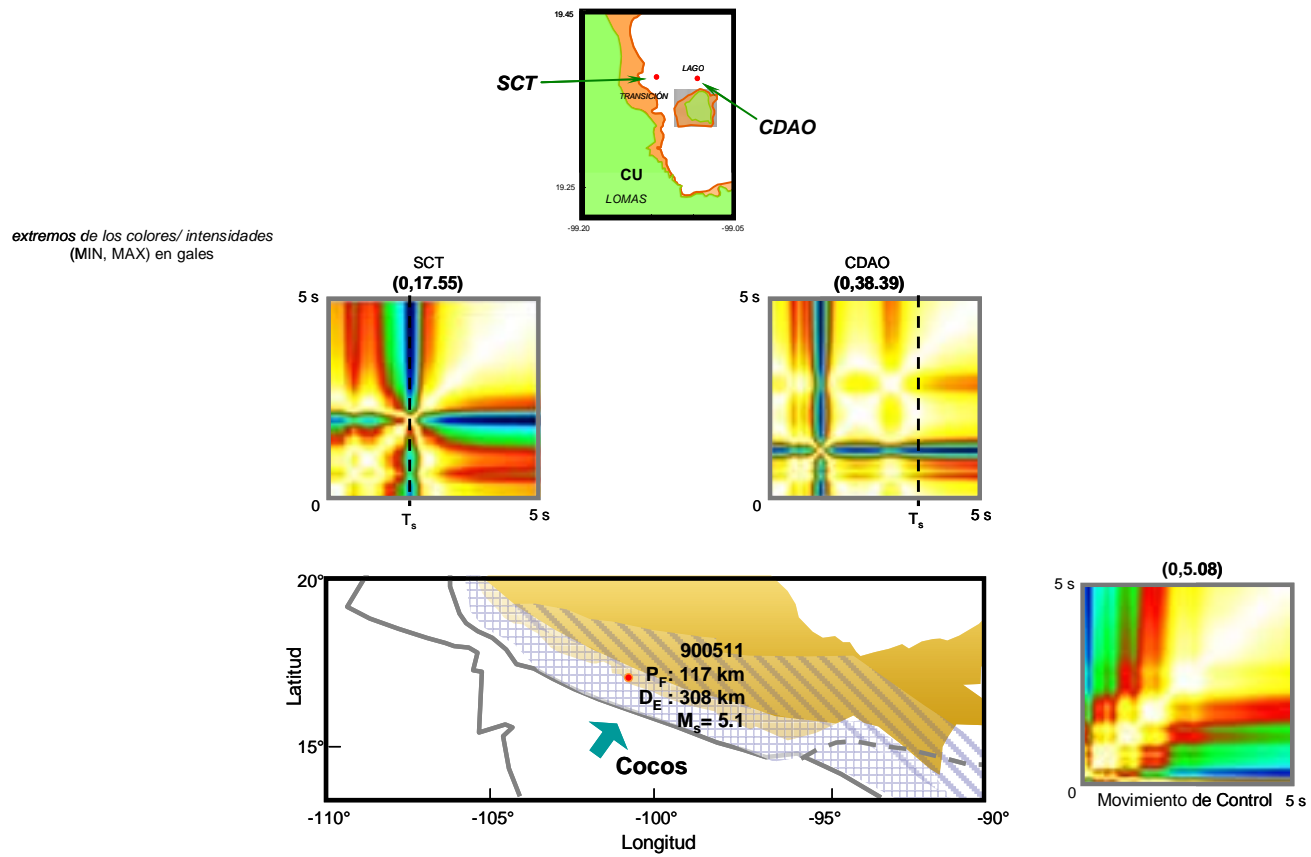 19.45
SCT
LAGO
TRANSICIÓN
CDAO
CU
19.25
LOMAS
-99.20
-99.05
extremos de los colores/ intensidades
(MIN, MAX) en gales
SCT
(0,17.55)
5 s
0
Ts
5 s
CDAO
(0,38.39)
5 s
0
Ts
5 s
20°
Latitud
15°
900511
PF: 117 km
DE : 308 km
Ms= 5.1
Cocos
-110°
-105°
-100°
-95°
-90°
Longitud
(0,5.08)
5 s
0
Movimiento de Control
5 s